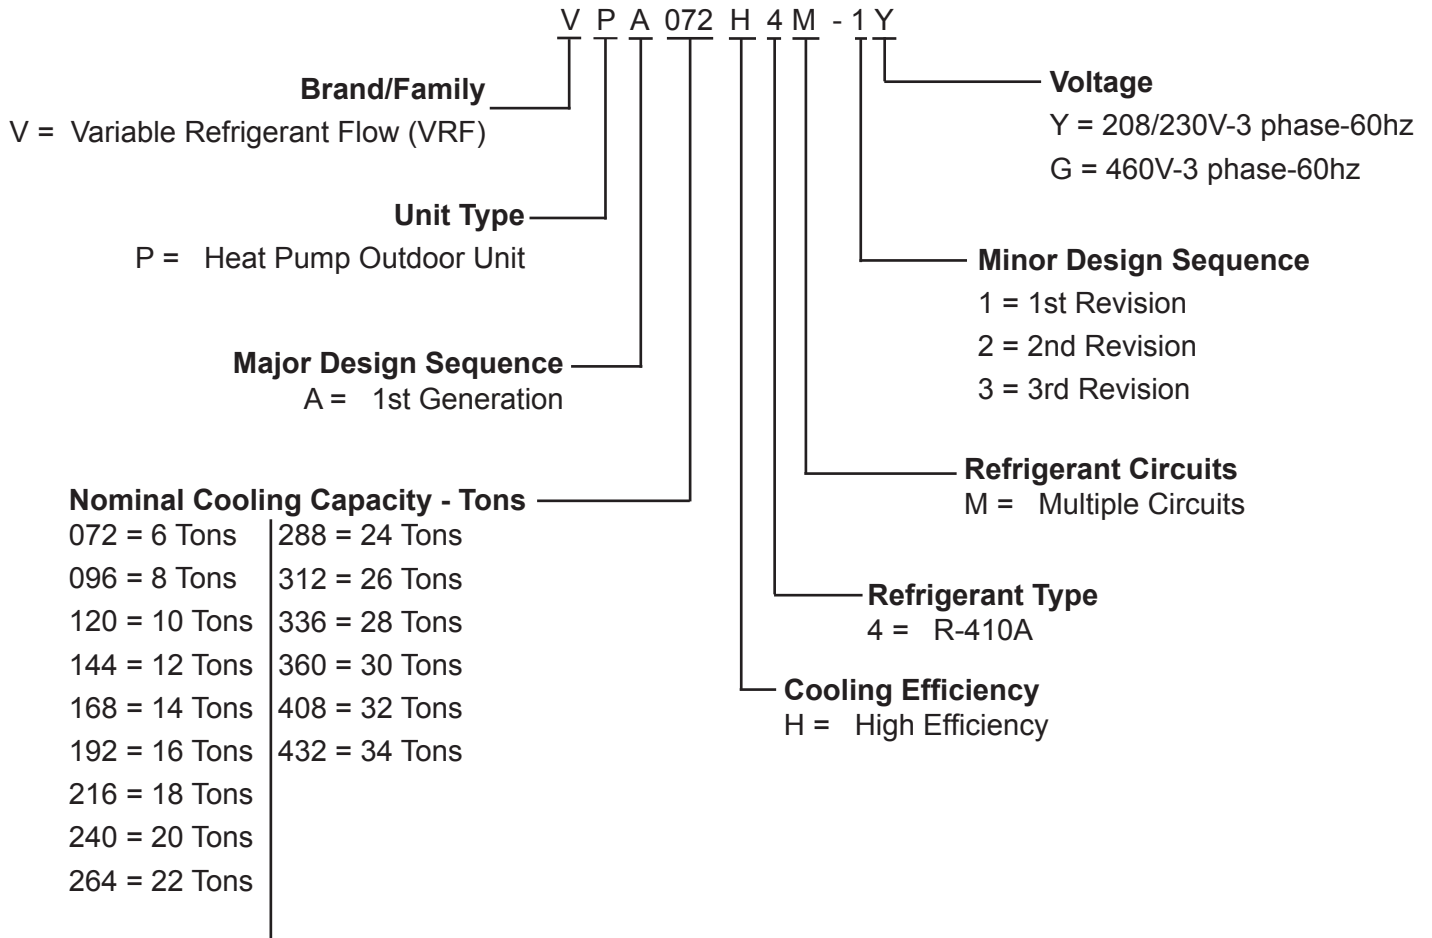 V P A 072 H 4 M - 1 Y
Brand/Family
V = Variable Refrigerant Flow (VRF)
Unit Type
P = Heat Pump Outdoor Unit
Major Design Sequence
A = 1st Generation
Nominal Cooling Capacity - Tons
072 = 6 Tons
096 = 8 Tons
120 = 10 Tons
144 = 12 Tons
168 = 14 Tons
192 = 16 Tons
216 = 18 Tons
240 = 20 Tons
264 = 22 Tons
288 = 24 Tons
312 = 26 Tons
336 = 28 Tons
360 = 30 Tons
408 = 32 Tons
432 = 34 Tons
Voltage
Y = 208/230V-3 phase-60hz
G = 460V-3 phase-60hz
Minor Design Sequence
1 = 1st Revision
2 = 2nd Revision
3 = 3rd Revision
Refrigerant Circuits
M = Multiple Circuits
Refrigerant Type
4 = R-410A
Cooling Efficiency
H = High Efficiency